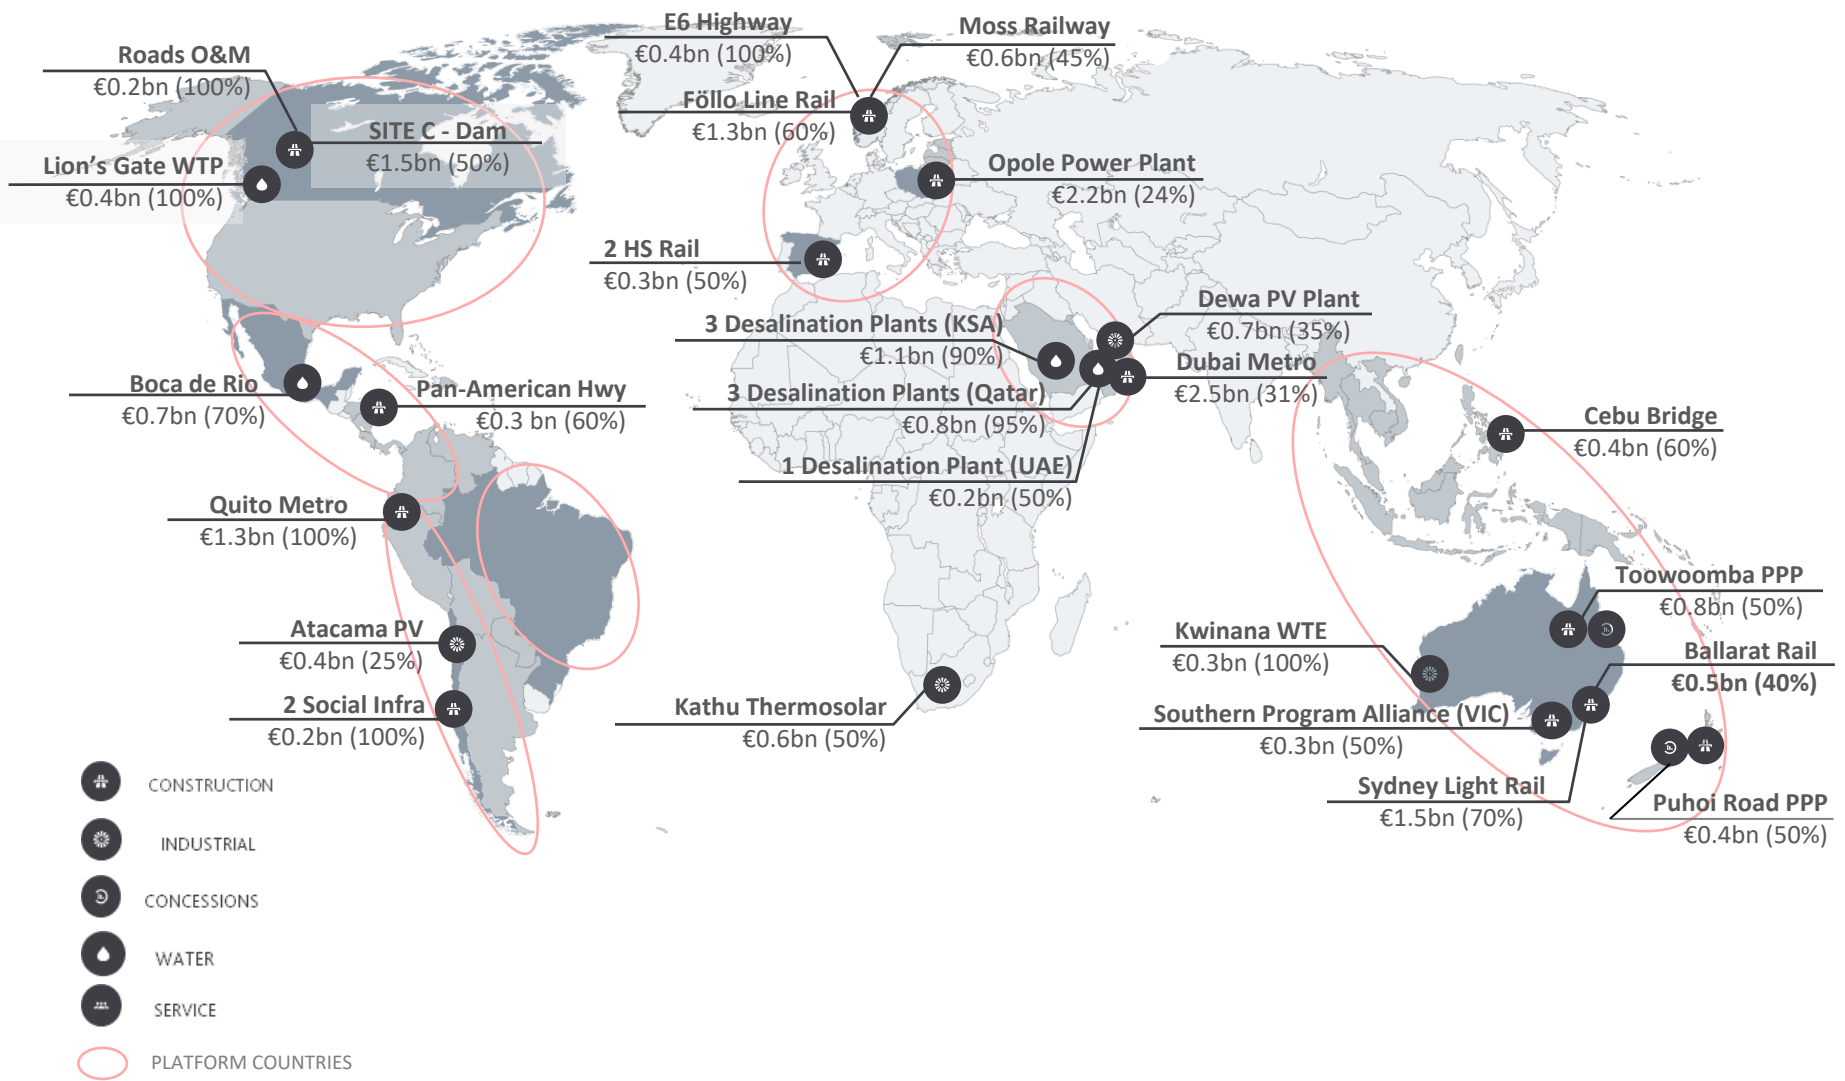 E6 Highway
€0.4bn (100%)
Moss Railway
€0.6bn (45%)
Roads O&M
€0.2bn (100%)
Föllo Line Rail
€1.3bn (60%)
SITE C - Dam
€1.5bn (50%)
Lion's Gate WTP
€0.4bn (100%)
Opole Power Plant
€2.2bn (24%)
2 HS Rail
€0.3bn (50%)
Dewa PV Plant
€0.7bn (35%)
3 Desalination Plants (KSA)
€1.1bn (90%)
Dubai Metro
€2.5bn (31%)
Boca de Rio
€0.7bn (70%)
Pan-American Hwy
€0.3 bn (60%)
3 Desalination Plants (Qatar)
€0.8bn (95%)
Cebu Bridge
€0.4bn (60%)
1 Desalination Plant (UAE)
€0.2bn (50%)
Quito Metro
€1.3bn (100%)
Toowoomba PPP
€0.8bn (50%)
Atacama PV
€0.4bn (25%)
Kwinana WTE
€0.3bn (100%)
Ballarat Rail
€0.5bn (40%)
2 Social Infra
€0.2bn (100%)
Kathu Thermosolar
€0.6bn (50%)
Southern Program Alliance (VIC)
€0.3bn (50%)
Sydney Light Rail
€1.5bn (70%)
Puhoi Road PPP
€0.4bn (50%)
CONSTRUCTION
INDUSTRIAL
CONCESSIONS
WATER
SERVICE
PLATFORM COUNTRIES